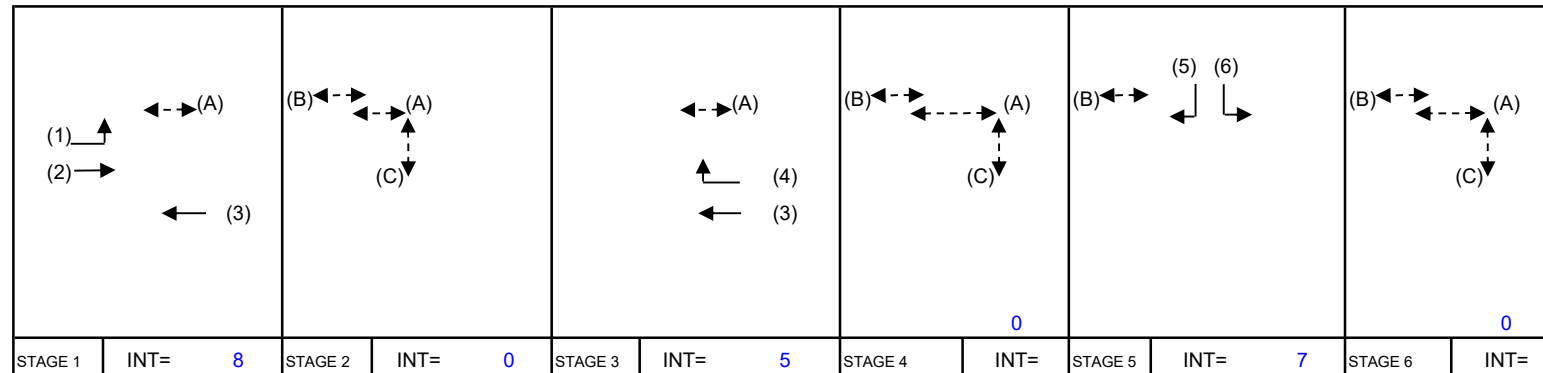 (5) (6)
(A) (B) (A) (A) (B) (A) (B) (B) (A)
(1)
(2) (C) (4) (C) (C)
(3) (3)
0 0
STAGE 1 INT= 8 STAGE 2 INT= 0 STAGE 3 INT= 5 STAGE 4 INT= STAGE 5 INT= 7 STAGE 6 INT=